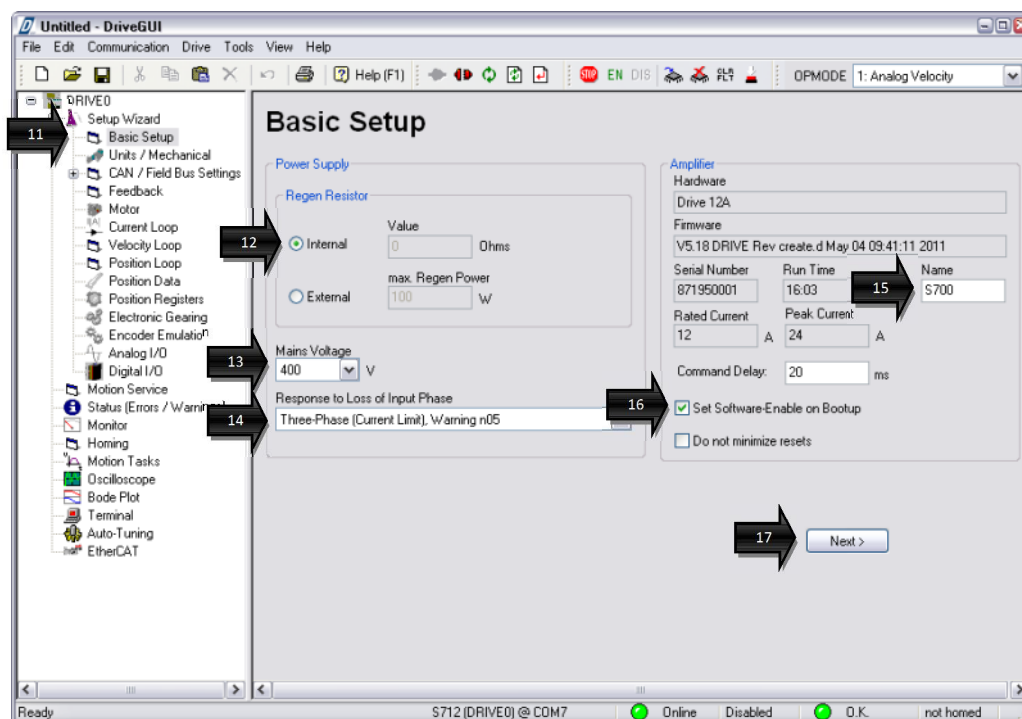 Untitled - DriveGUI
File Edit Communication Drive Tools View Help
Help (F1) STOP EN DIS OPMODE 1: Analog Velocity
DRIVE0
Setup Wizard
11
Basic Setup
Units / Mechanical
CAN / Field Bus Settings
Feedback
Motor
Current Loop
Velocity Loop
Position Loop
Position Data
Position Registers
Electronic Gearing
Encoder Emulation
Analog I/O
Digital I/O
Motion Service
Status (Errors / Warnings)
Monitor
Homing
Motion Tasks
Oscilloscope
Bode Plot
Terminal
Auto-Tuning
EtherCAT
Basic Setup
Power Supply
Regen Resistor
12
Internal
Value
0 Ohms
External
max. Regen Power
100 W
13
Mains Voltage
400 V
14
Response to Loss of Input Phase
Three-Phase (Current Limit), Warning n05
Amplifier
Hardware
Drive 12A
Firmware
V5.18 DRIVE Rev create.d May 04 09:41:11 2011
Serial Number Run Time Name
871950001 16:03 15 S700
Rated Current Peak Current
12 A 24 A
Command Delay: 20 ms
16
Set Software-Enable on Bootup
Do not minimize resets
17
Next >
Ready S712 (DRIVE0) @ COM7 Online Disabled O.K. not homed